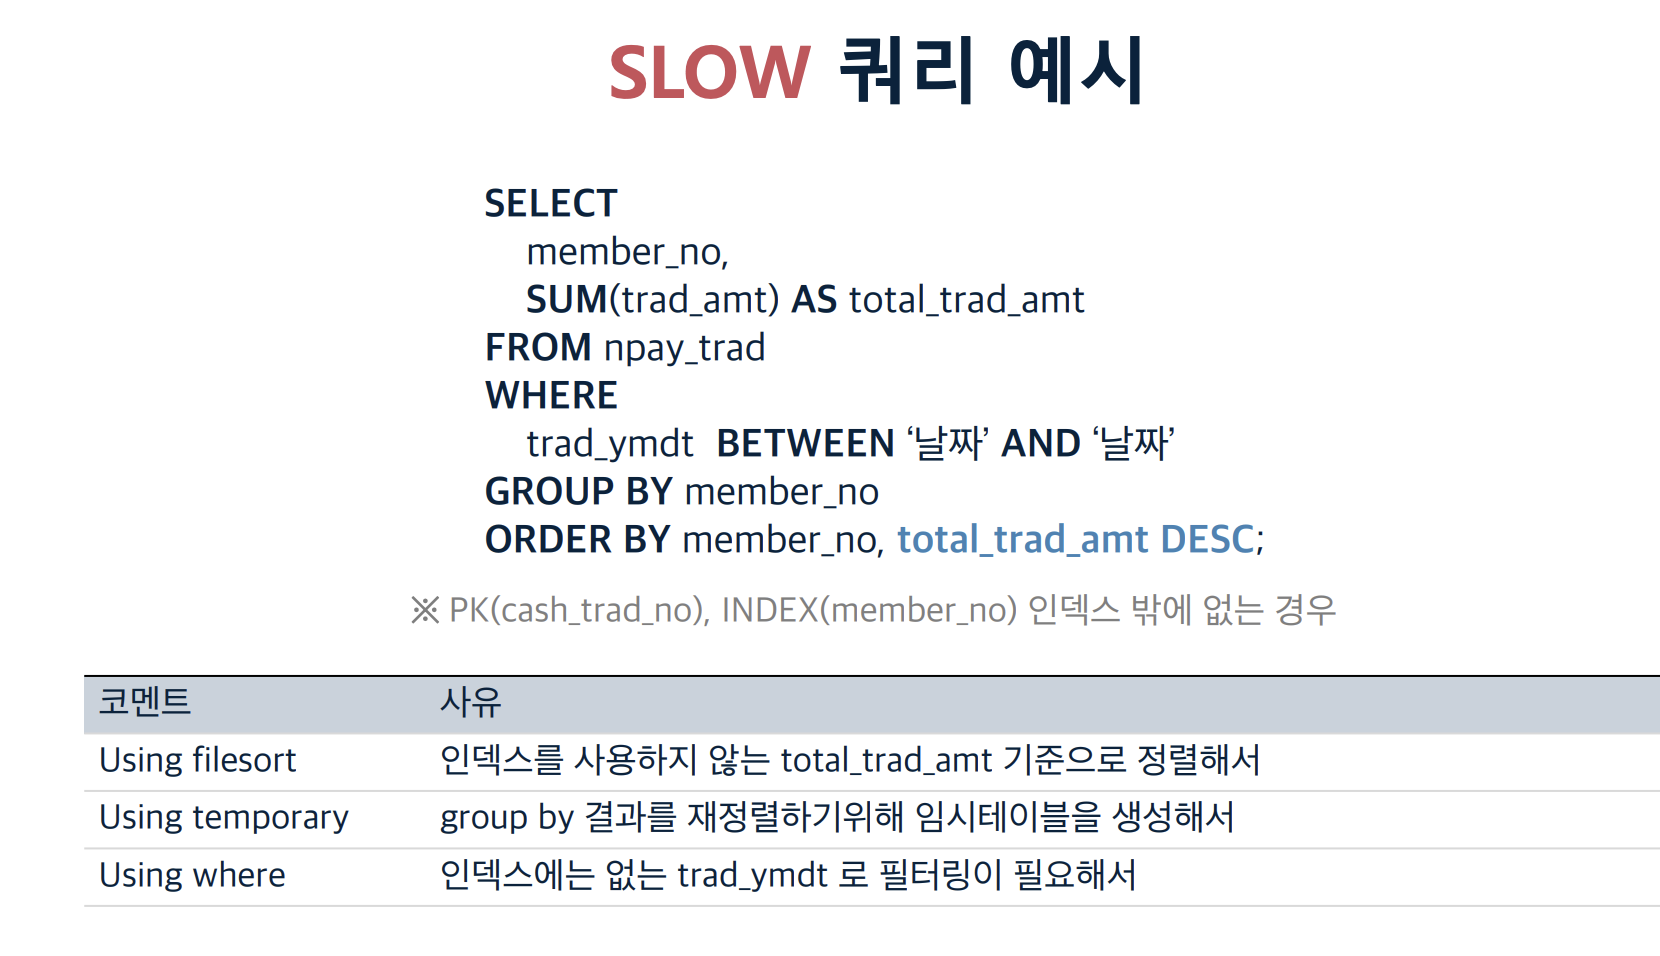 SLOW 쿼리 예시
SELECT
member_no,
SUM(trad_amt) AS total_trad_amt
FROM npay_trad
WHERE
trad_ymdt BETWEEN ‘날짜’ AND ‘날짜’
GROUP BY member_no
ORDER BY member_no, total_trad_amt DESC;
※ PK(cash_trad_no), INDEX(member_no) 인덱스 밖에 없는 경우
코멘트 사유
Using filesort 인덱스를 사용하지 않는 total_trad_amt 기준으로 정렬해서
Using temporary group by 결과를 재정렬하기위해 임시테이블을 생성해서
Using where 인덱스에는 없는 trad_ymdt 로 필터링이 필요해서